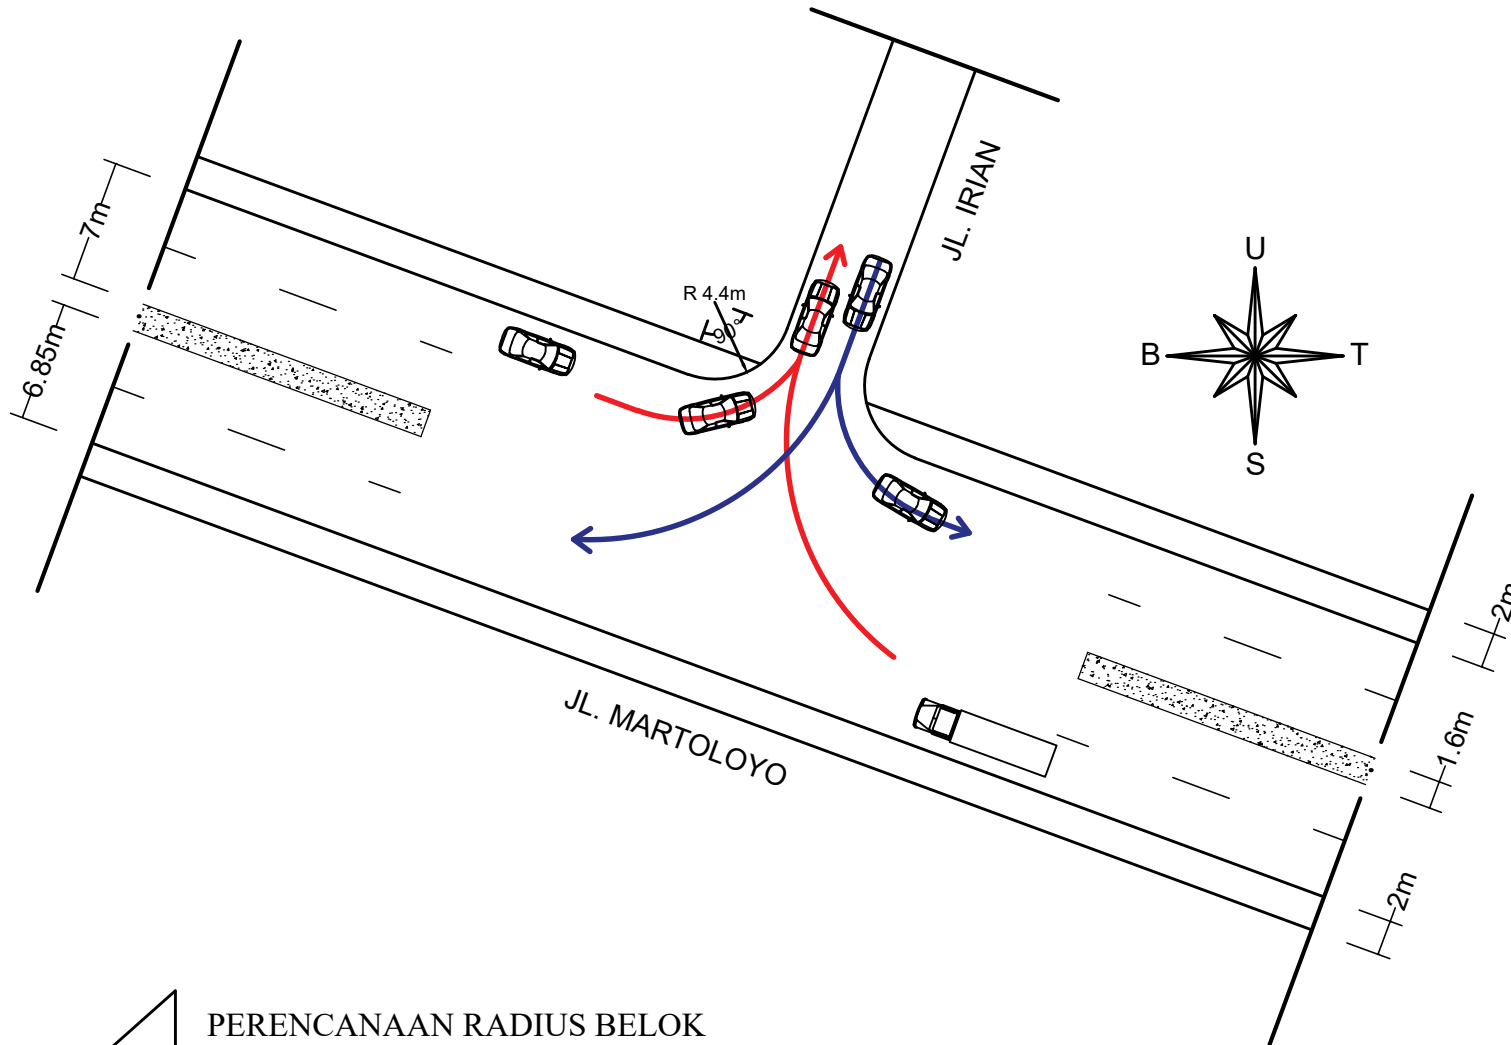 JL. IRIAN
7m
6.85m
R 4.4m
90°
U
B
T
S
2m
1.6m
2m
JL. MARTOLOYO
PERENCANAAN RADIUS BELOK